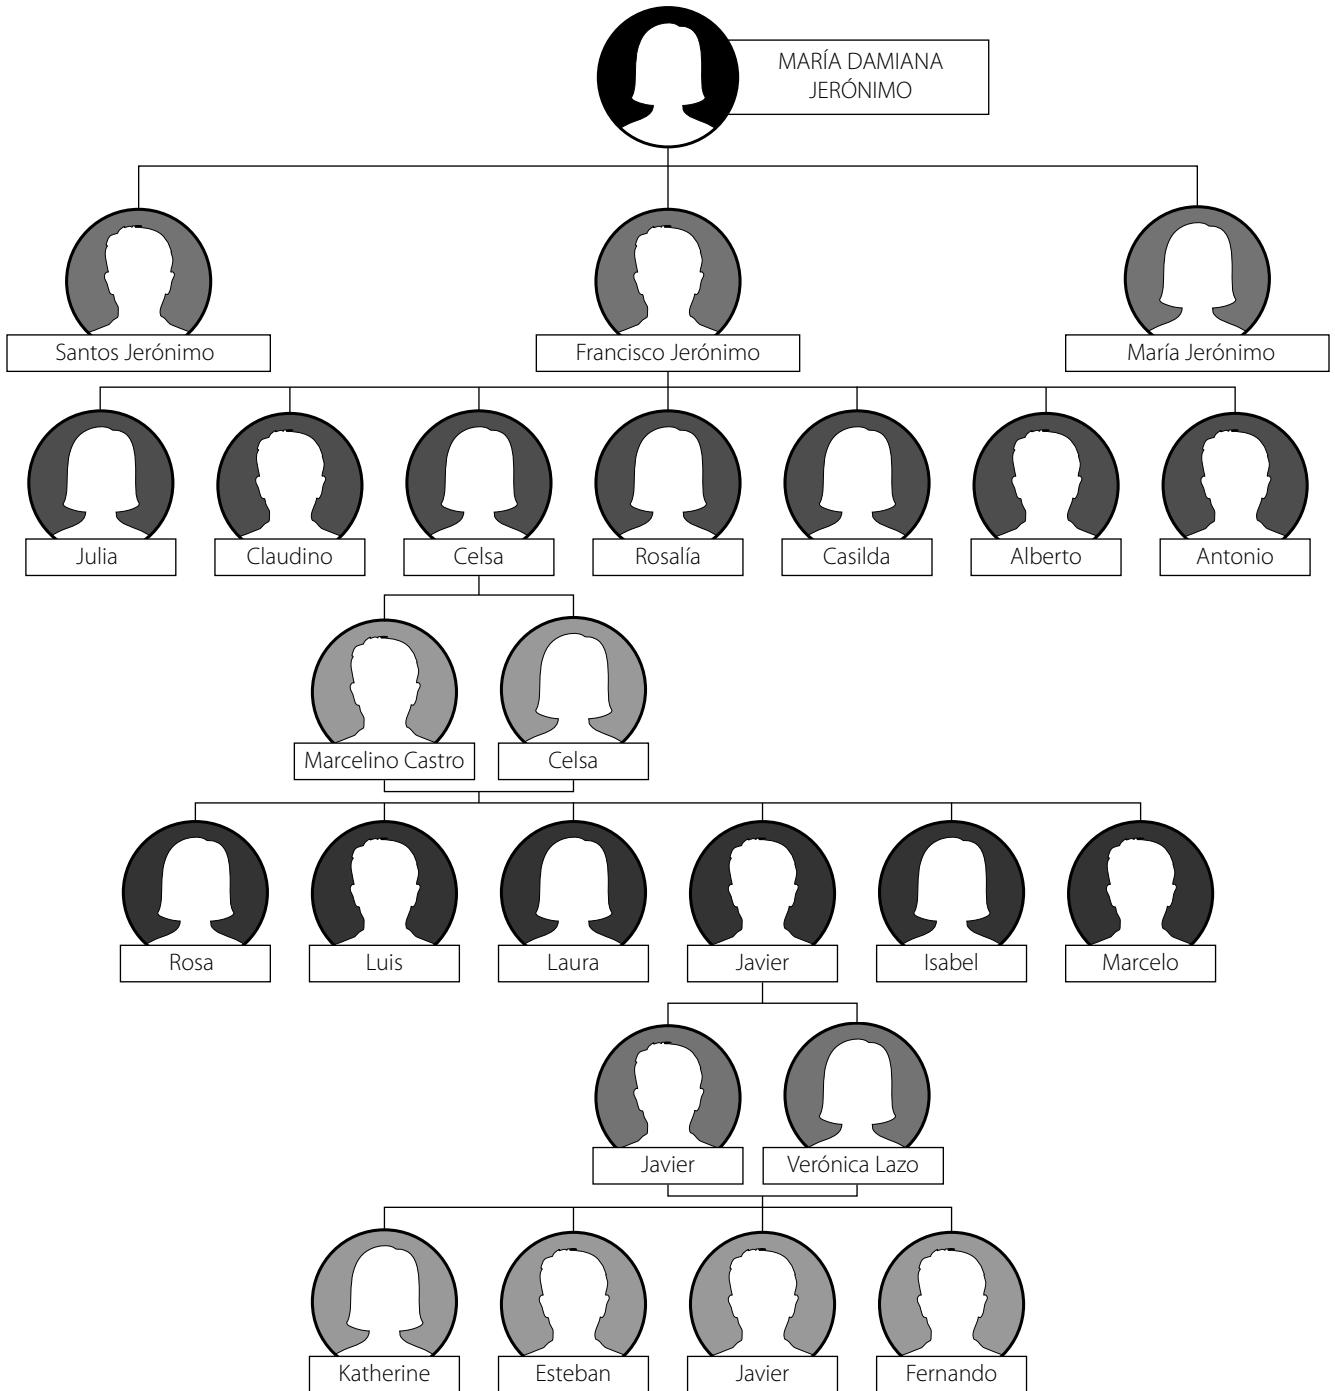 MARÍA DAMIANA
JERÓNIMO
Santos Jerónimo
Francisco Jerónimo
María Jerónimo
Julia
Claudino
Celsa
Rosalía
Casilda
Alberto
Antonio
Marcelino Castro
Celsa
Rosa
Luis
Laura
Javier
Isabel
Marcelo
Javier
Verónica Lazo
Katherine
Esteban
Javier
Fernando